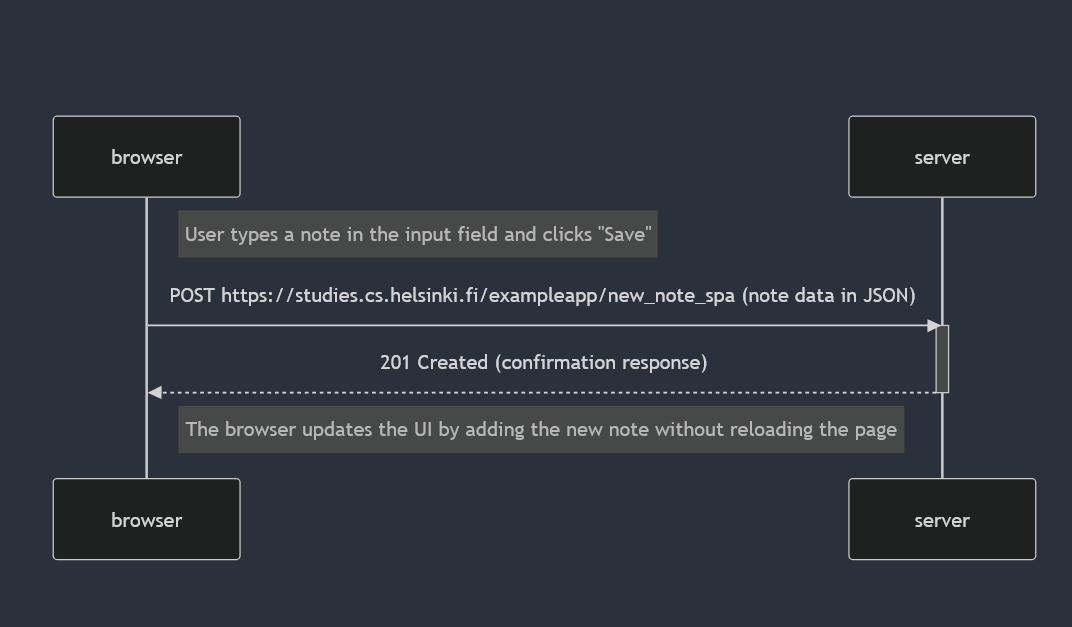 browser
server
User types a note in the input field and clicks "Save"
POST https://studies.cs.helsinki.fi/exampleapp/new_note_spa (note data in JSON)
201 Created (confirmation response)
The browser updates the UI by adding the new note without reloading the page
browser
server